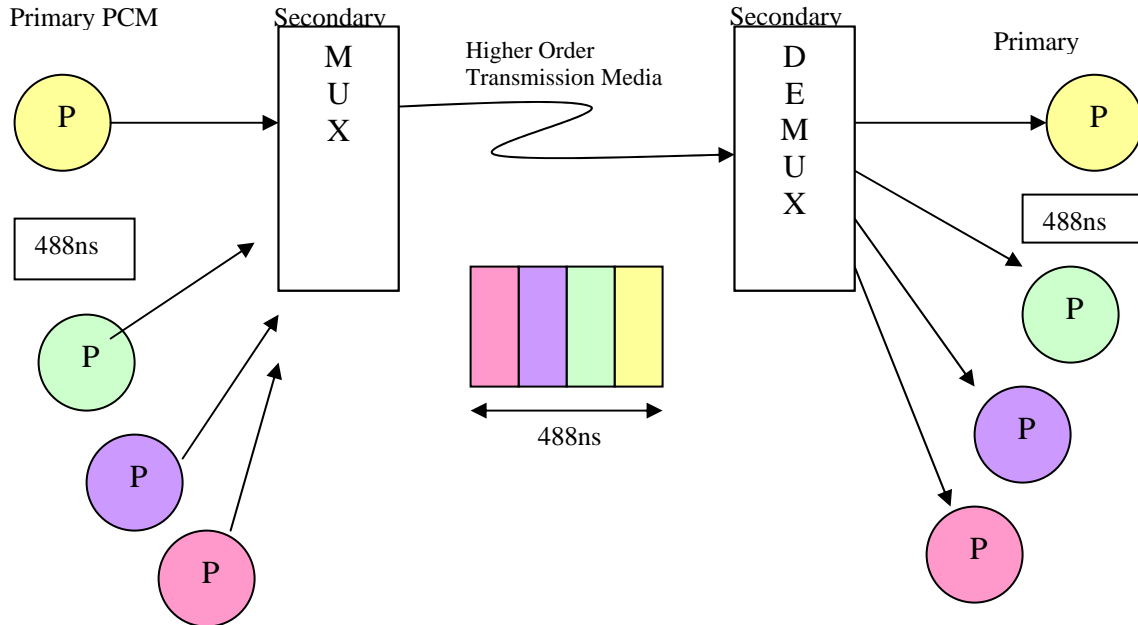 Primary PCM
Secondary
Secondary
Primary
M
U
X
Higher Order
Transmission Media
D
E
M
U
X
P
P
488ns
488ns
P
P
488ns
P
P
P
P